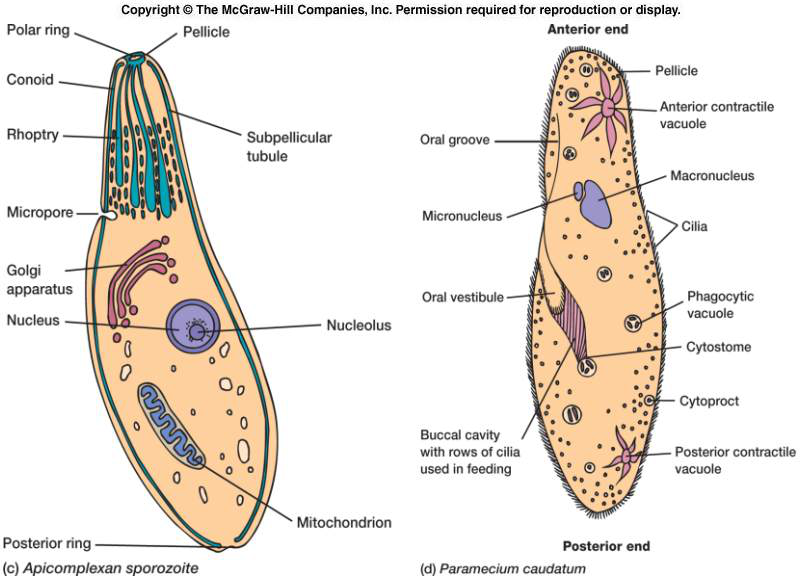 Copyright © The McGraw-Hill Companies, Inc. Permission required for reproduction or display.
Polar ring
Pellicle
Conoid
Rhoptry
Subpellicular
tubule
Micropore
Golgi
apparatus
Nucleus
Nucleolus
Mitochondrion
Posterior ring
(c) Apicomplexan sporozoite
Anterior end
Pellicle
Anterior contractile
vacuole
Oral groove
Macronucleus
Micronucleus
Cilia
Oral vestibule
Phagocytic
vacuole
Cytostome
Cytoproct
Buccal cavity
with rows of cilia
used in feeding
Posterior contractile
vacuole
Posterior end
(d) Paramecium caudatum